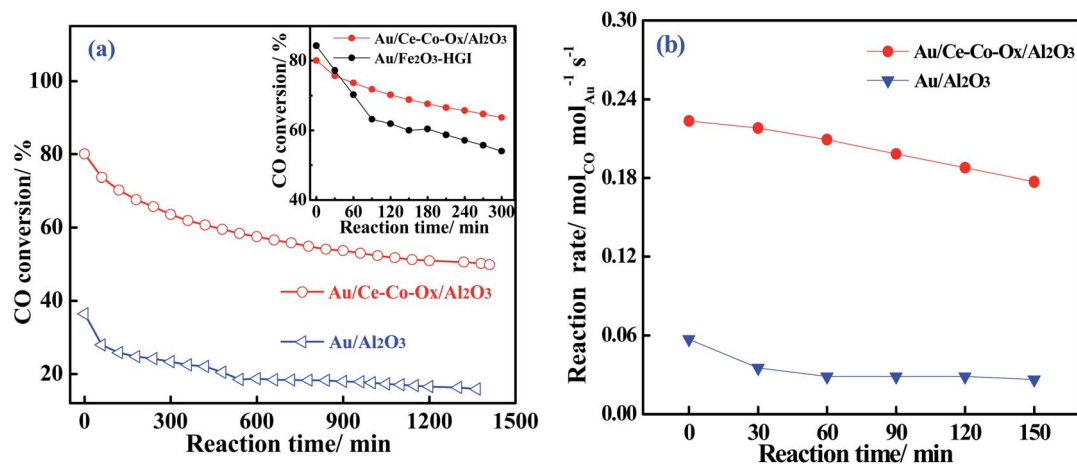 (a)
CO conversion/ %
100
80
60
40
20
0
300
600
900
1200
1500
Reaction time/ min
Au/Ce-Co-Ox/Al2O3
Au/Al2O3
Au/Ce-Co-Ox/Al2O3
Au/Fe2O3-HGI
CO conversion/ %
80
60
40
0
60
120
180
240
300
Reaction time/ min
(b)
Reaction rate/ molCO molAu⁻¹ s⁻¹
0.30
0.24
0.18
0.12
0.06
0.00
0
30
60
90
120
150
Reaction time/ min
Au/Ce-Co-Ox/Al2O3
Au/Al2O3